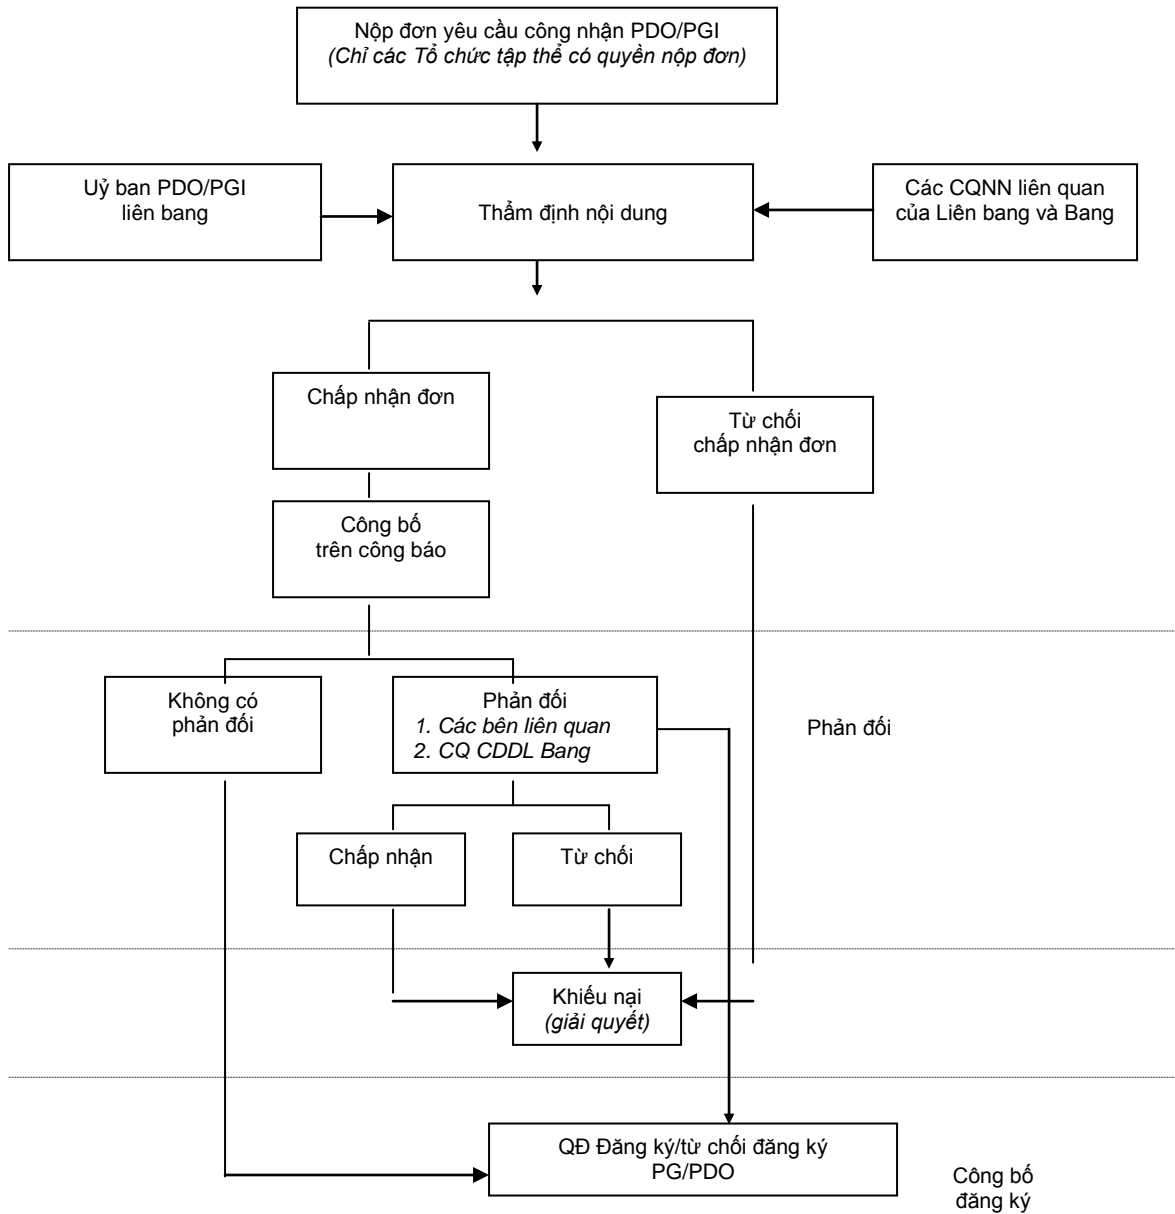 Nộp đơn yêu cầu công nhận PDO/PGI
(Chỉ các Tổ chức tập thể có quyền nộp đơn)
Uỷ ban PDO/PGI
liên bang
Thẩm định nội dung
Các CQNN liên quan
của Liên bang và Bang
Chấp nhận đơn
Từ chối
chấp nhận đơn
Công bố
trên công báo
Không có
phản đối
Phản đối
1. Các bên liên quan
2. CQ CDDL Bang
Phản đối
Chấp nhận
Từ chối
Khiếu nại
(giải quyết)
QĐ Đăng ký/từ chối đăng ký
PG/PDO
Công bố
đăng ký